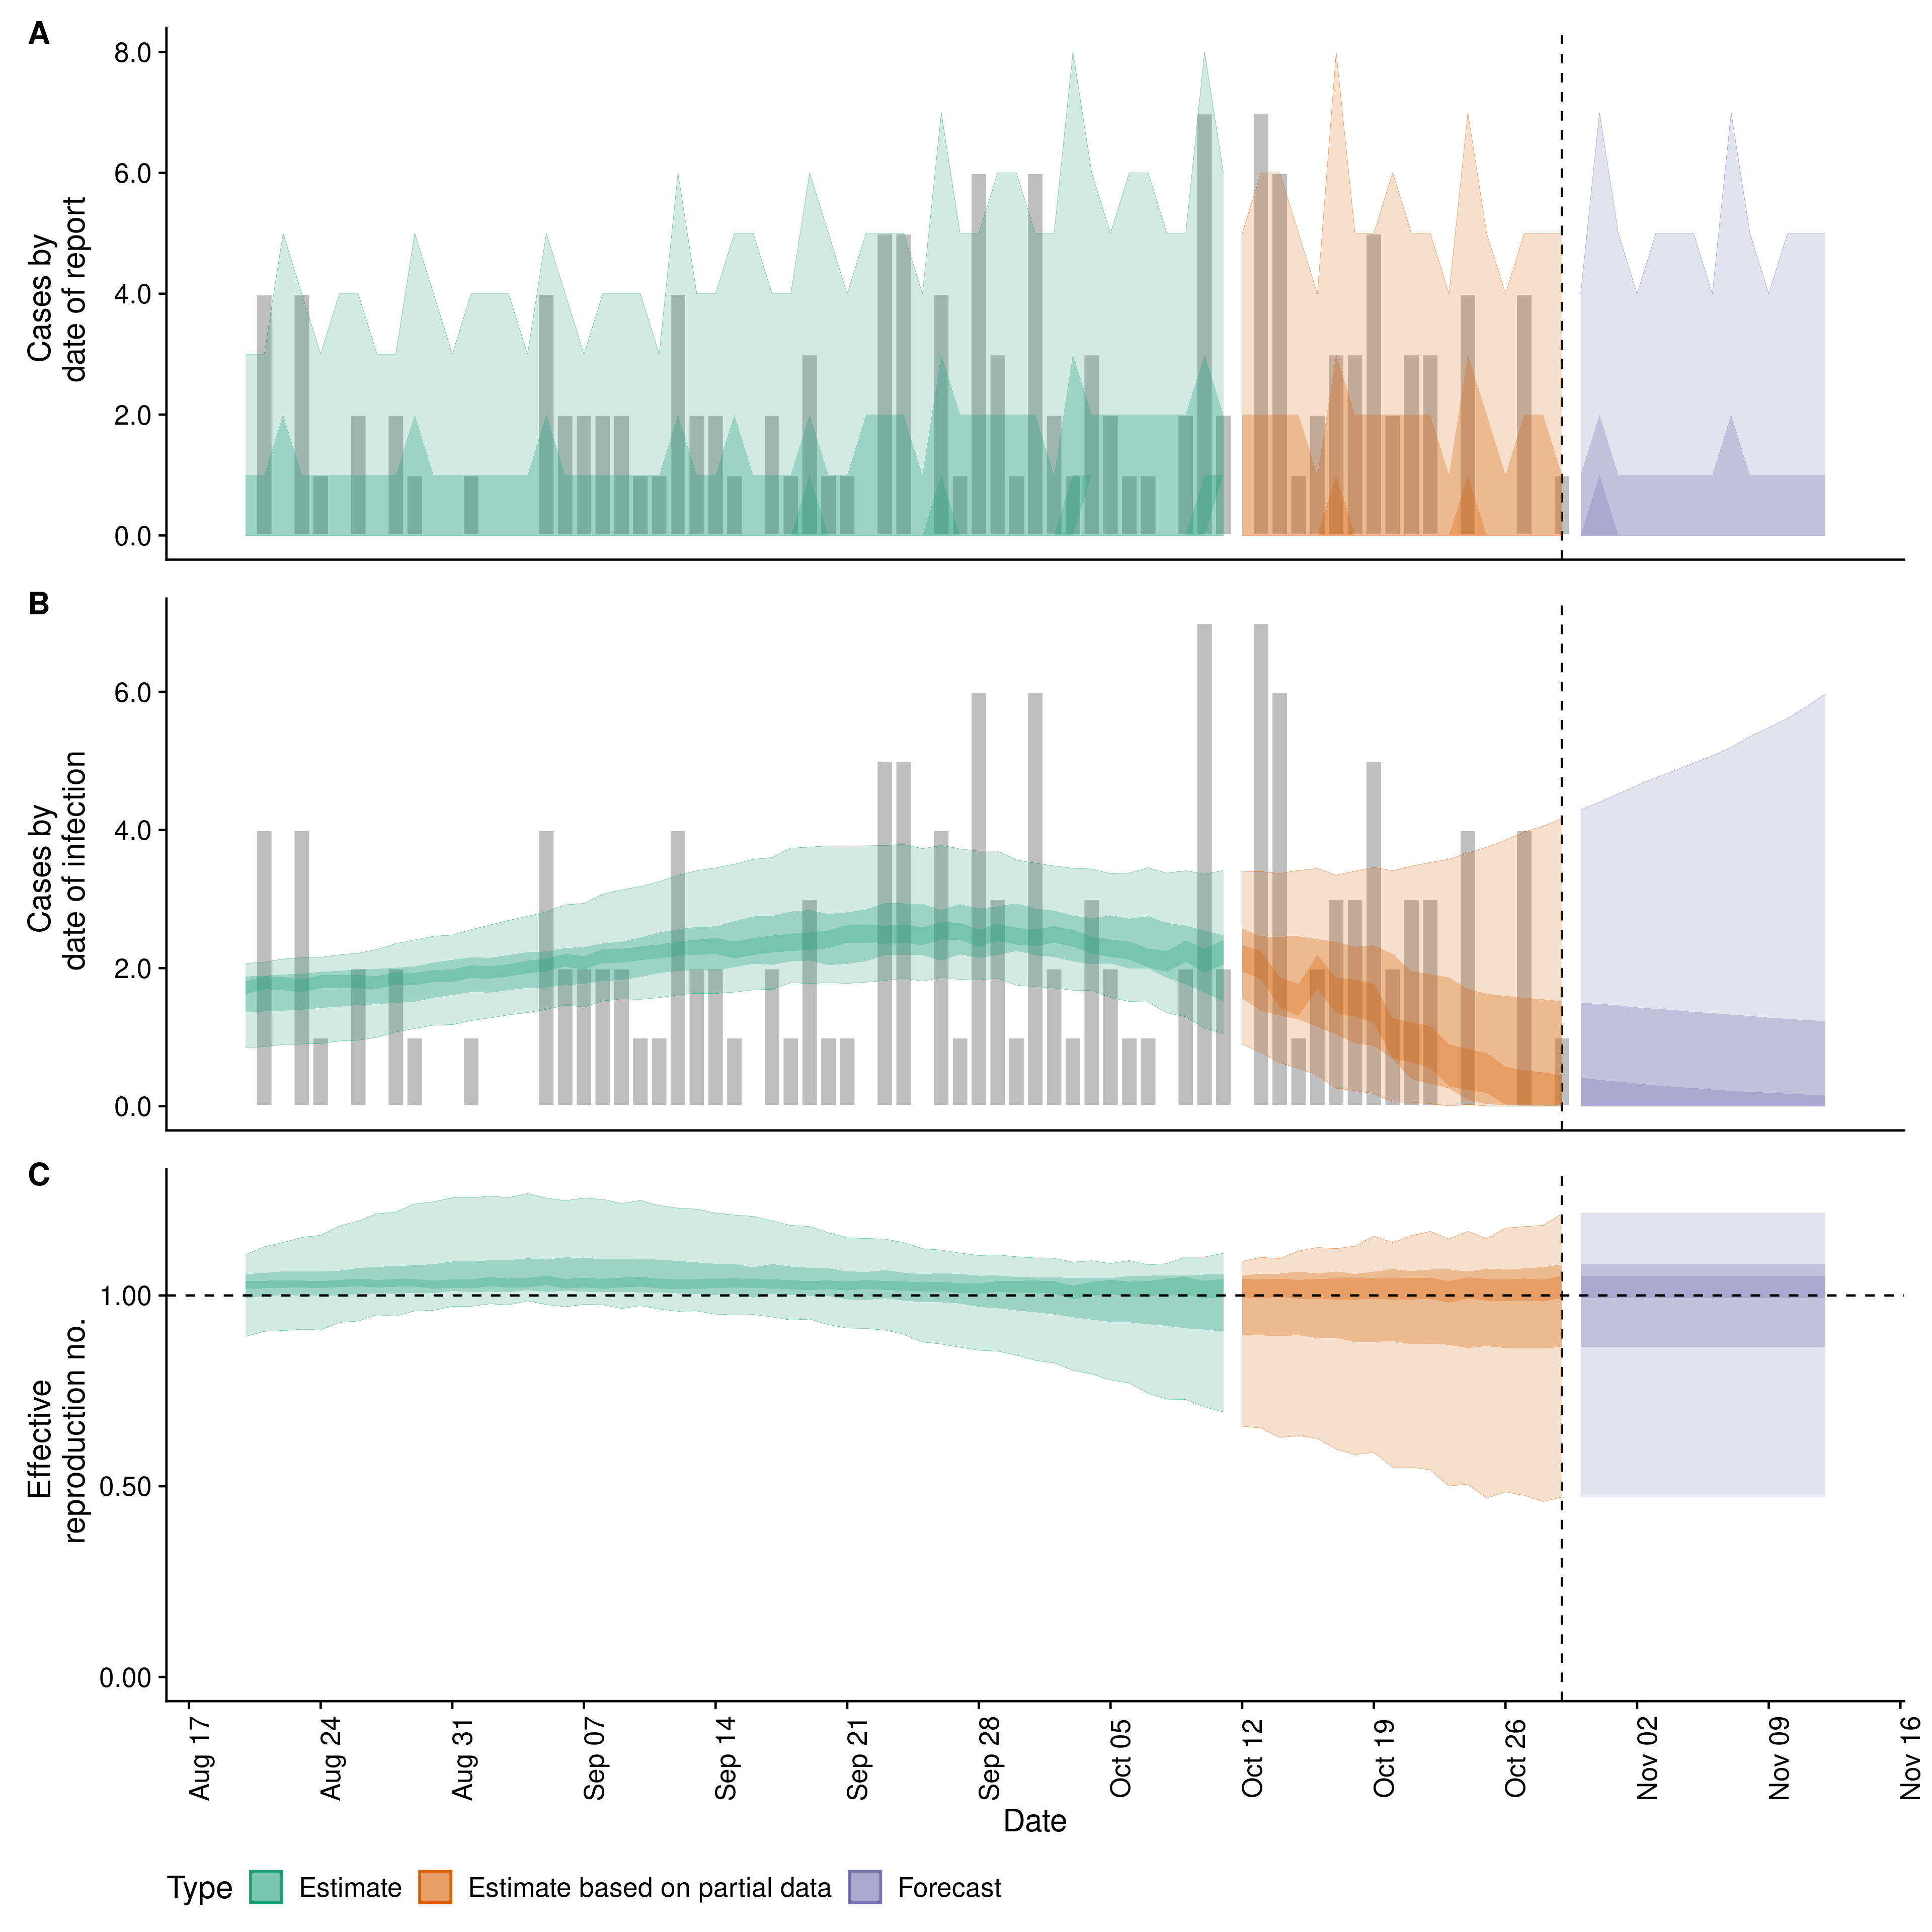 A
8.0
6.0
4.0
2.0
0.0
Cases by
date of report
B
6.0
4.0
2.0
0.0
Cases by
date of infection
C
1.00
0.50
0.00
Effective
reproduction no.
Aug 17
Aug 24
Aug 31
Sep 07
Sep 14
Sep 21
Sep 28
Oct 05
Oct 12
Oct 19
Oct 26
Nov 02
Nov 09
Nov 16
Date
Type Estimate Estimate based on partial data Forecast